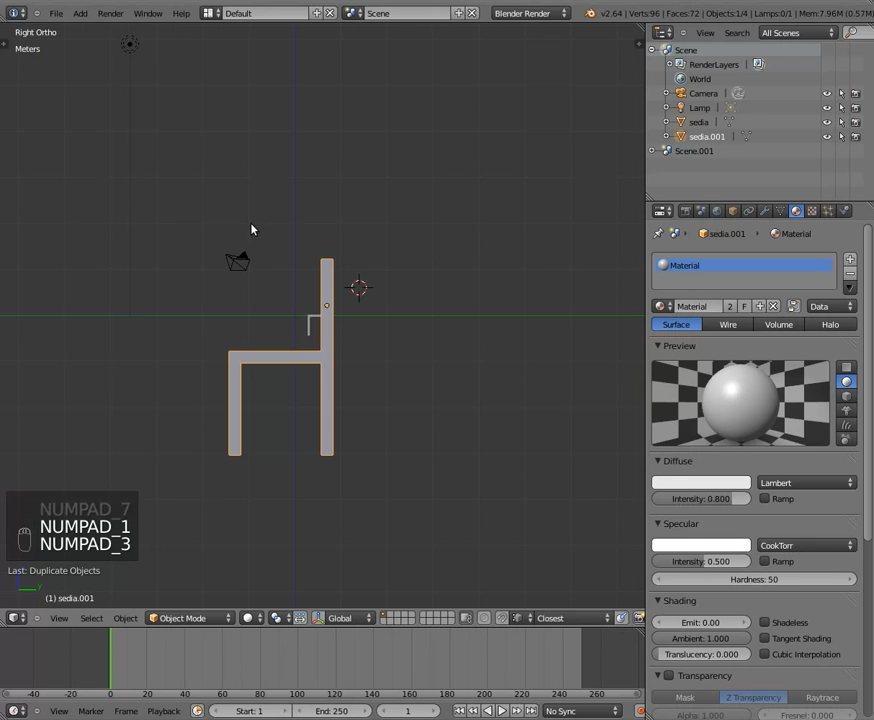 File Add Render Window Help Default Scene Blender Render v2.64 | Verts:96 | Faces:72 | Objects:1/4 | Lamps:0/1 | Mem:7.96M (0.57M)
Right Ortho
Meters
View Search All Scenes
Scene
RenderLayers
World
Camera
Lamp
sedia
sedia.001
Scene.001
sedia.001 Material
Material
Material 2 F Data
Surface Wire Volume Halo
Preview
Diffuse
Lambert
Intensity: 0.800 Ramp
Specular
CookTorr
Intensity: 0.500 Ramp
Hardness: 50
Shading
Emit: 0.00 Shadeless
Ambient: 1.000 Tangent Shading
Translucency: 0.000 Cubic Interpolation
Transparency
Mask Z Transparency Raytrace
Alpha: 1.000 Fresnel: 0.000
NUMPAD_7
NUMPAD_1
NUMPAD_3
Last: Duplicate Objects
(1) sedia.001
View Select Object Object Mode Global Closest
-40 -20 0 20 40 60 80 100 120 140 160 180 200 220 240 260
View Marker Frame Playback Start: 1 End: 250 1 No Sync